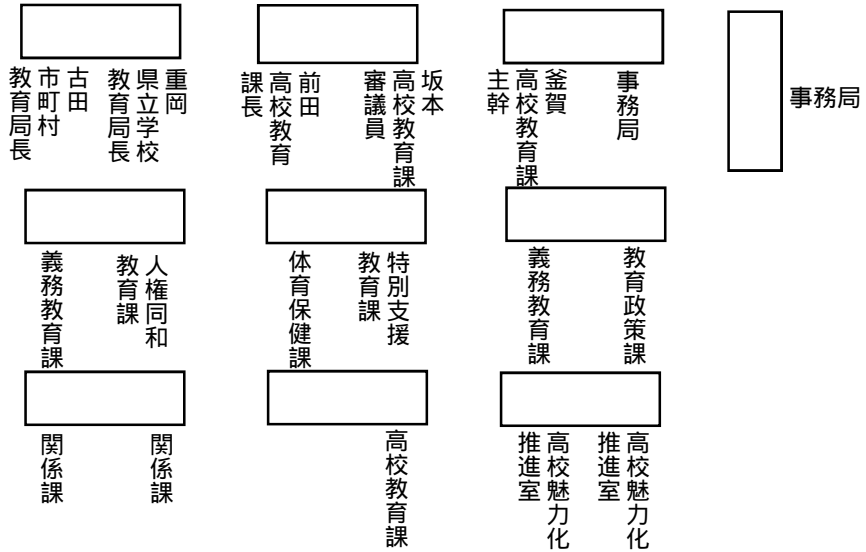 重岡
県立学校
教育局長
古田
市町村
教育局長
坂本
高校教育課
審議員
前田
高校教育
課長
事務局
釜賀
高校教育課
主幹
事務局
人権同和
教育課
義務教育課
特別支援
教育課
体育保健課
教育政策課
義務教育課
関係課
関係課
高校教育課
高校魅力化
推進室
高校魅力化
推進室